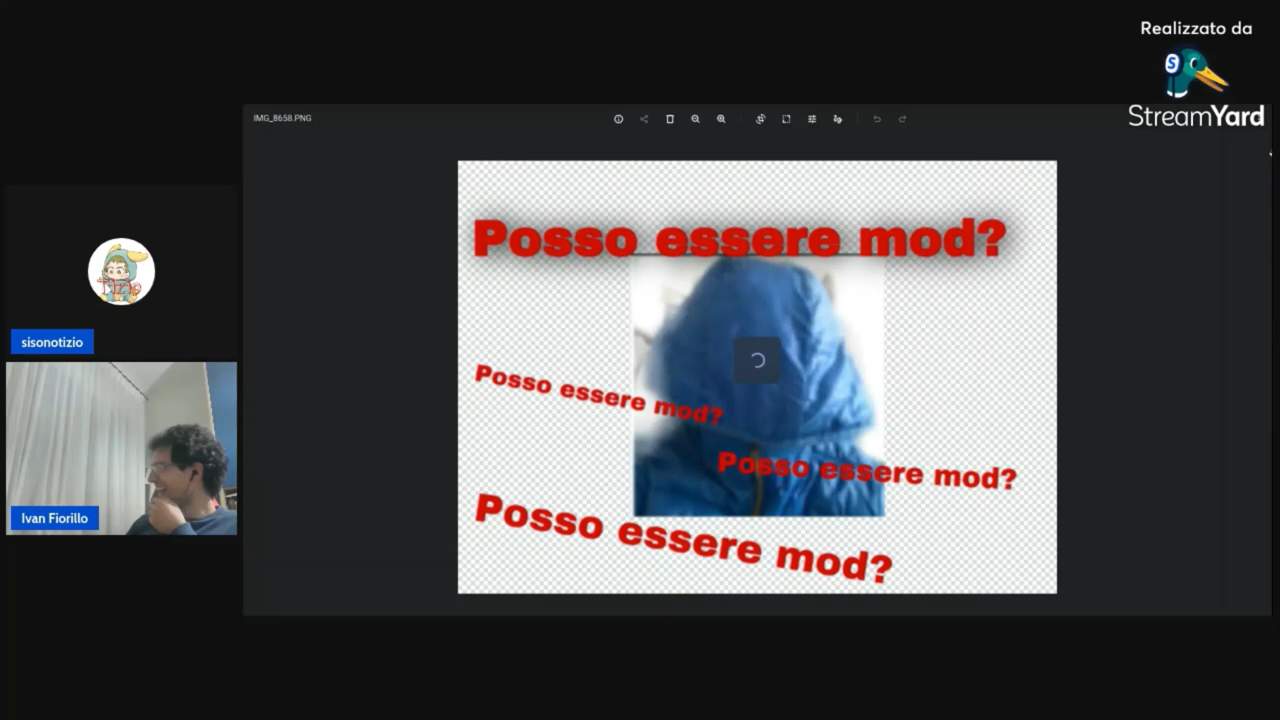 Realizzato da
S
StreamYard
IMG_8658.PNG
Posso essere mod?
Posso essere mod?
Posso essere mod?
Posso essere mod?
sisonotizio
Ivan Fiorillo